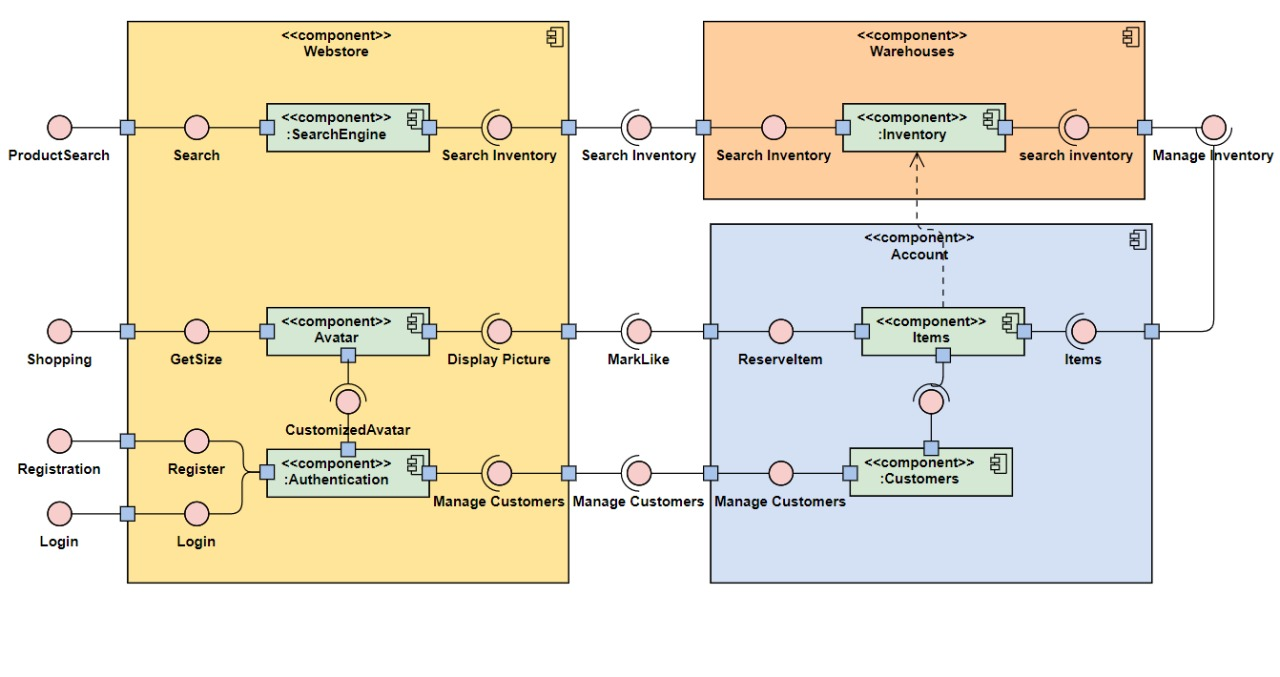 <<component>>
Webstore
<<component>>
Warehouses
<<component>>
:SearchEngine
<<component>>
:Inventory
ProductSearch
Search
Search Inventory
Search Inventory
Search Inventory
search inventory
Manage Inventory
<<component>>
Account
<<component>>
Avatar
<<component>>
Items
Shopping
GetSize
Display Picture
MarkLike
ReserveItem
Items
CustomizedAvatar
<<component>>
:Authentication
<<component>>
:Customers
Registration
Register
Manage Customers
Manage Customers
Manage Customers
Login
Login